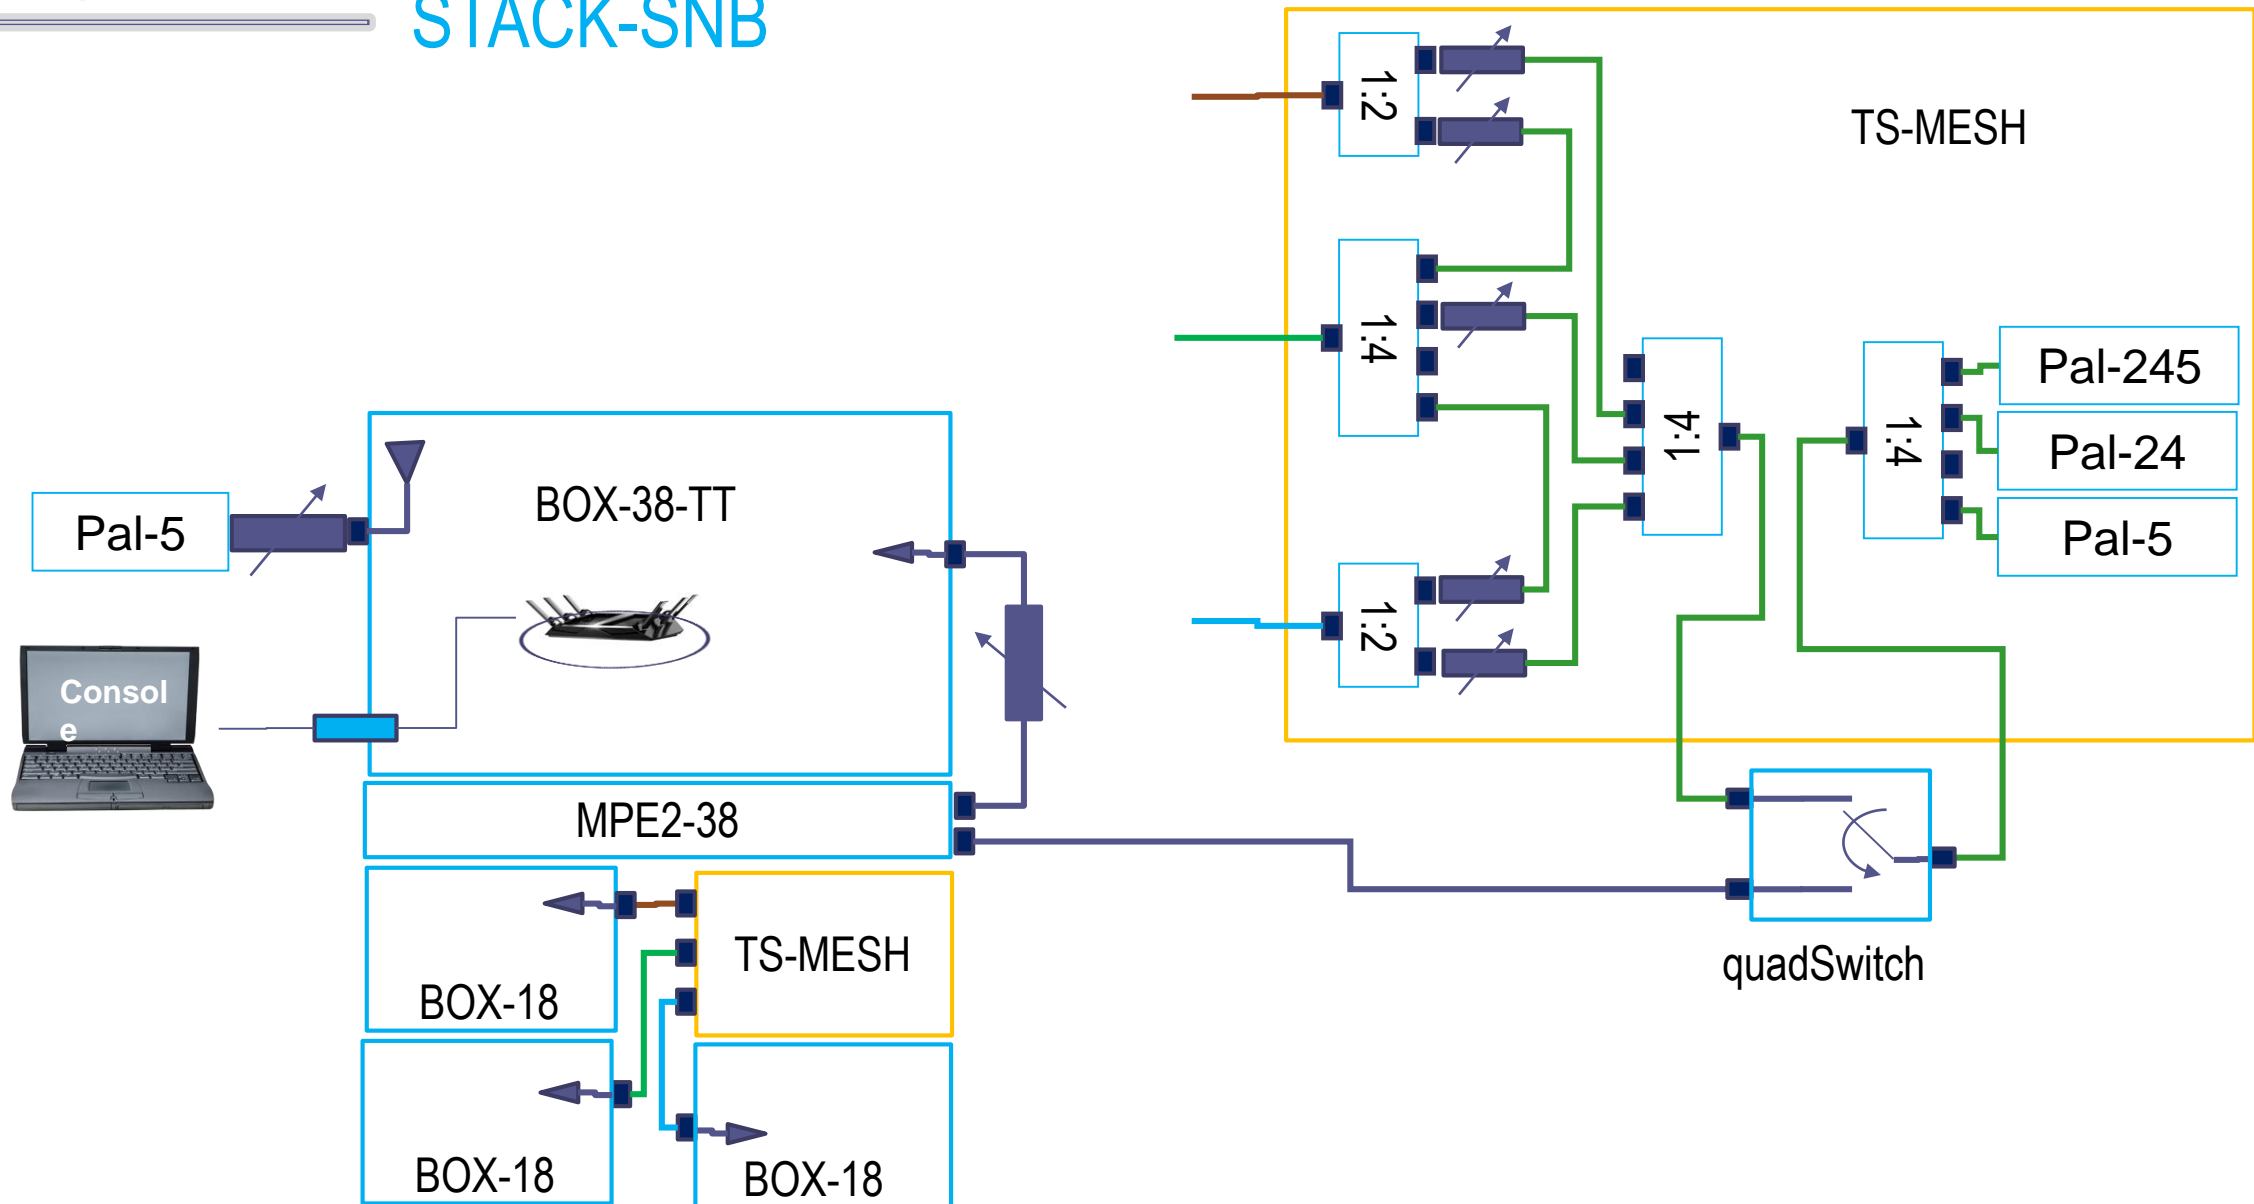 STACK-SNB
TS-MESH
1:2
1:4
1:2
1:4
1:4
Pal-245
Pal-24
Pal-5
Pal-5
BOX-38-TT
Consol
e
MPE2-38
TS-MESH
BOX-18
BOX-18
BOX-18
quadSwitch